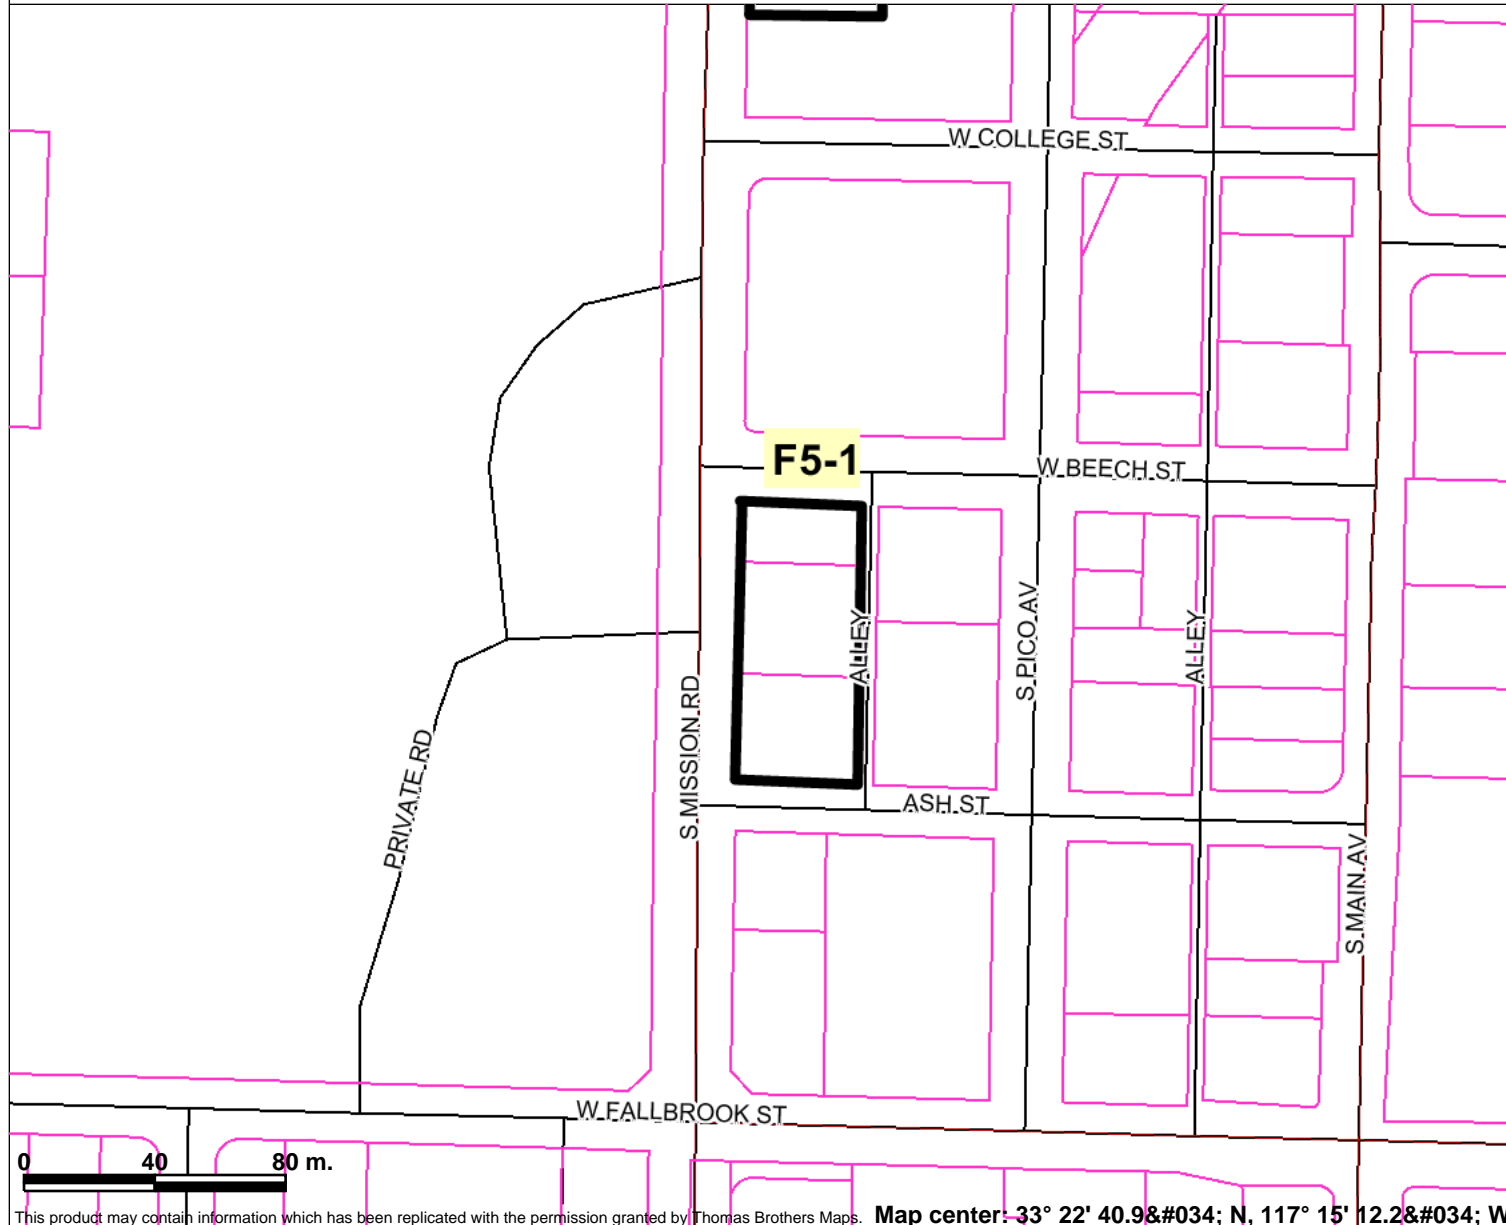 W COLLEGE ST
F5-1
W BEECH ST
ALLEY
S PICO AV
ALLEY
S MISSION RD
PRIVATE RD
ASH ST
S MAIN AV
W FALLBROOK ST
0 40 80 m.
This product may contain information which has been replicated with the permission granted by Thomas Brothers Maps.
Map center: 33° 22' 40.9&#034; N, 117° 15' 12.2&#034; W